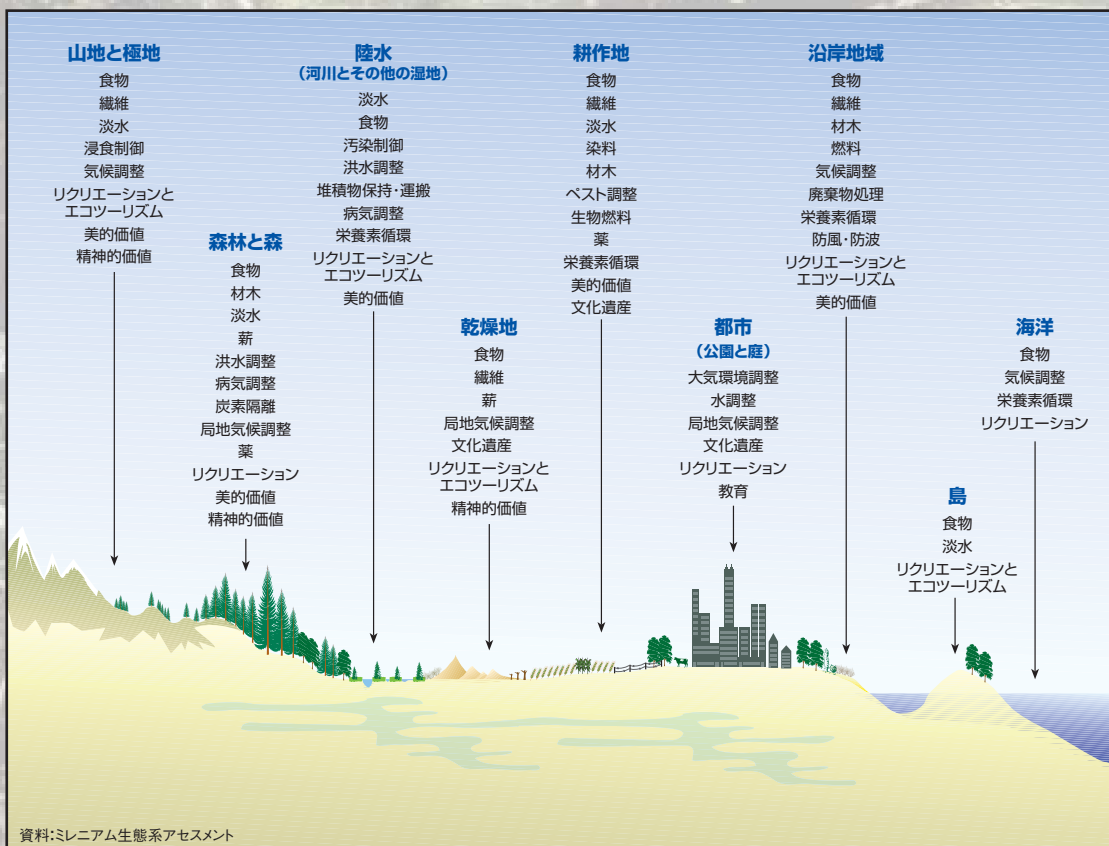 山地と極地
食物
繊維
淡水
浸食制御
気候調整
リクリエーションと
エコツーリズム
美的価値
精神的価値
森林と森
食物
材木
淡水
薪
洪水調整
病気調整
炭素隔離
局地気候調整
薬
リクリエーション
美的価値
精神的価値
陸水
(河川とその他の湿地)
淡水
食物
汚染制御
洪水調整
堆積物保持・運搬
病気調整
栄養素循環
リクリエーションと
エコツーリズム
美的価値
乾燥地
食物
繊維
薪
局地気候調整
文化遺産
リクリエーションと
エコツーリズム
精神的価値
耕作地
食物
繊維
淡水
染料
材木
ペスト調整
生物燃料
薬
栄養素循環
美的価値
文化遺産
都市
(公園と庭)
大気環境調整
水調整
局地気候調整
文化遺産
リクリエーション
教育
沿岸地域
食物
繊維
材木
燃料
気候調整
廃棄物処理
栄養素循環
防風・防波
リクリエーションと
エコツーリズム
美的価値
島
食物
淡水
リクリエーションと
エコツーリズム
海洋
食物
気候調整
栄養素循環
リクリエーション
資料:ミレニアム生態系アセスメント